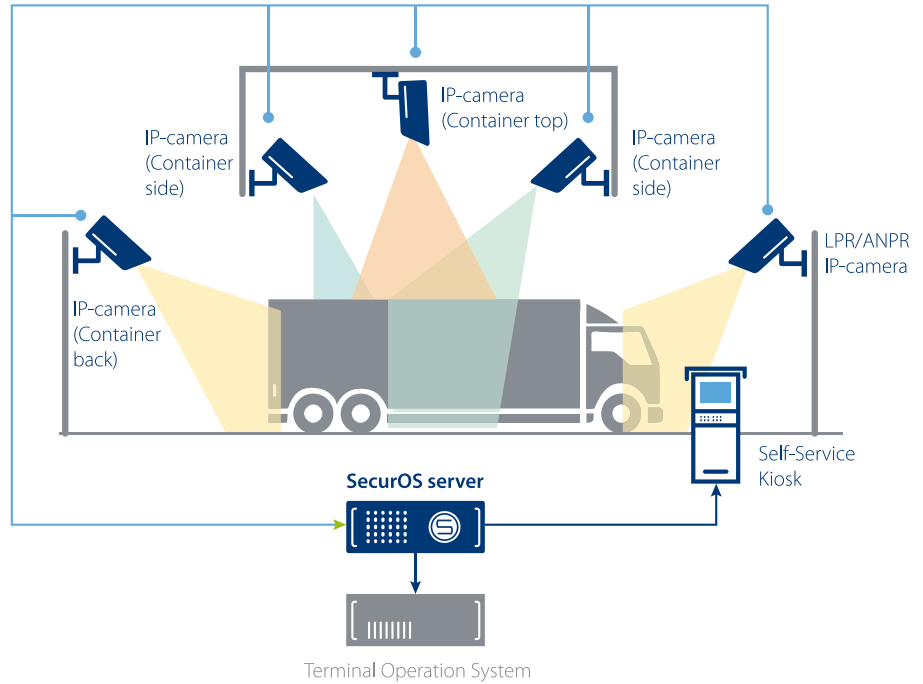 IP-camera
(Container top)
IP-camera
(Container
side)
IP-camera
(Container
side)
LPR/ANPR
IP-camera
IP-camera
(Container
back)
Self-Service
Kiosk
SecurOS server
S
Terminal Operation System